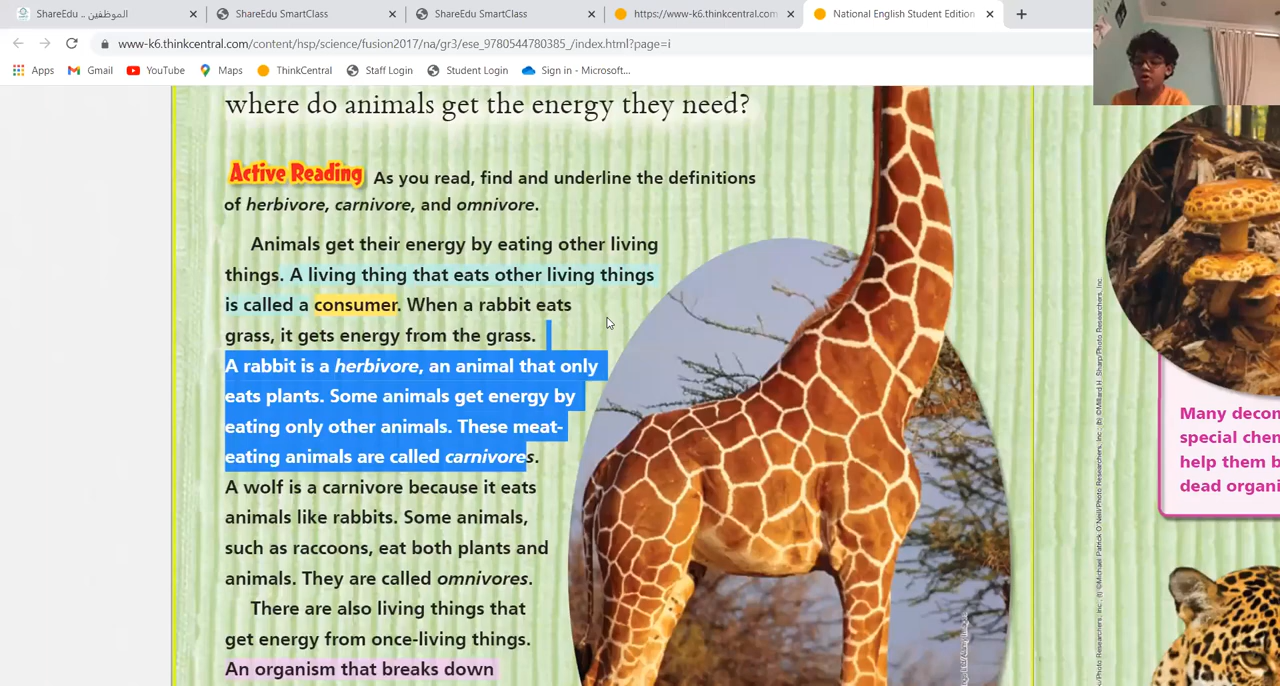 ShareEdu .. الموظفين
ShareEdu SmartClass
ShareEdu SmartClass
https://www-k6.thinkcentral.com
National English Student Edition
www-k6.thinkcentral.com/content/hsp/science/fusion2017/na/gr3/ese_9780544780385_/index.html?page=i
Apps Gmail YouTube Maps ThinkCentral Staff Login Student Login Sign in - Microsoft...
where do animals get the energy they need?
Active Reading As you read, find and underline the definitions
of herbivore, carnivore, and omnivore.
Animals get their energy by eating other living
things. A living thing that eats other living things
is called a consumer. When a rabbit eats
grass, it gets energy from the grass.
A rabbit is a herbivore, an animal that only
eats plants. Some animals get energy by
eating only other animals. These meat-
eating animals are called carnivores.
A wolf is a carnivore because it eats
animals like rabbits. Some animals,
such as raccoons, eat both plants and
animals. They are called omnivores.
There are also living things that
get energy from once-living things.
An organism that breaks down
Many decom
special chem
help them b
dead organi